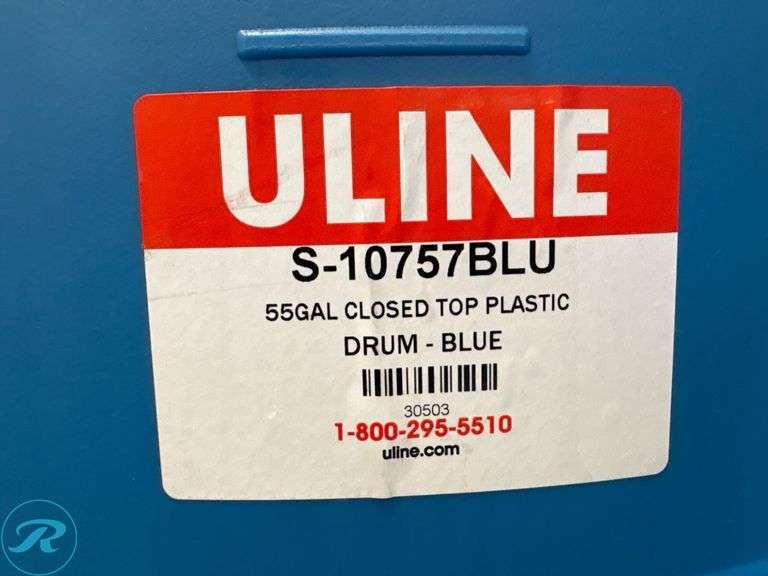 ULINE
S-10757BLU
55GAL CLOSED TOP PLASTIC
DRUM - BLUE
30503
1-800-295-5510
uline.com
R